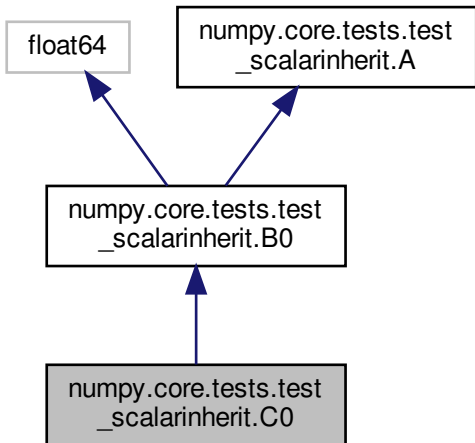 float64
numpy.core.tests.test
_scalarinherit.A
numpy.core.tests.test
_scalarinherit.B0
numpy.core.tests.test
_scalarinherit.C0